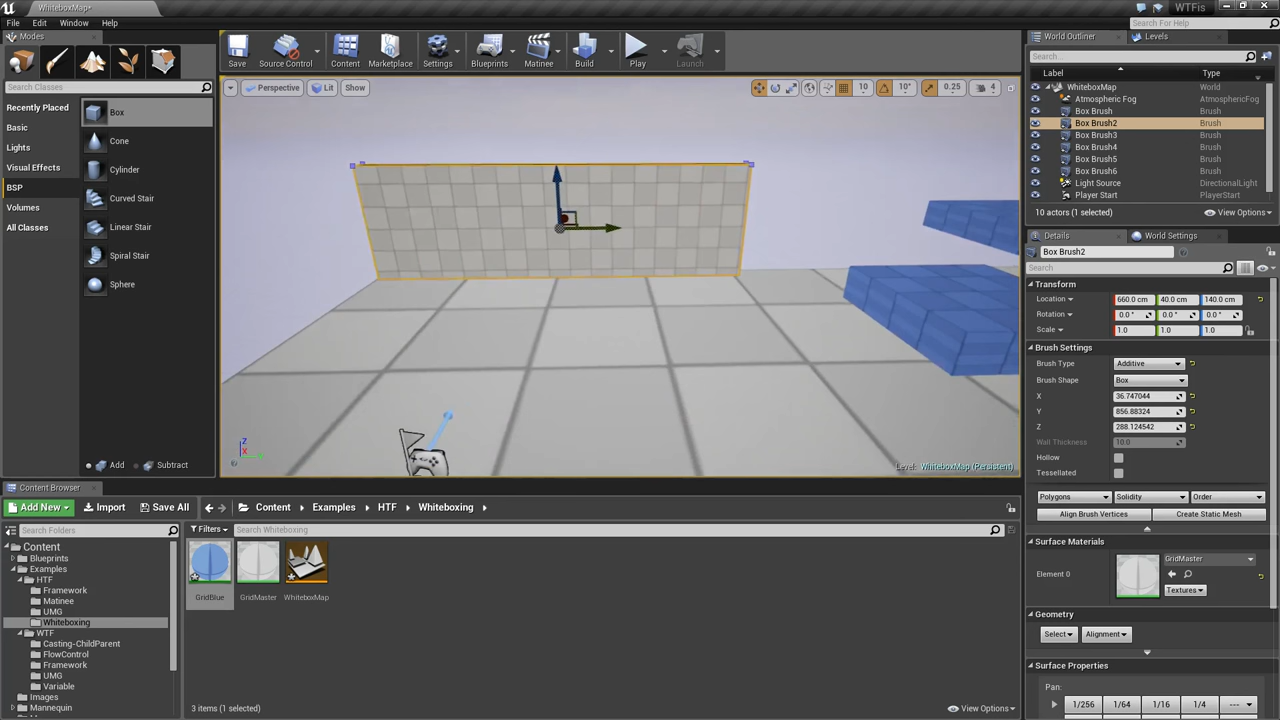 WhiteboxMap*
WTFis
File Edit Window Help
Search For Help
Modes
Search Classes
Recently Placed
Basic
Lights
Visual Effects
BSP
Volumes
All Classes
Box
Cone
Cylinder
Curved Stair
Linear Stair
Spiral Stair
Sphere
Add Subtract
Save Source Control Content Marketplace Settings Blueprints Matinee Build Play Launch
Perspective Lit Show
10 10° 0.25 4
Z
X
Level: WhiteboxMap (Persistent)
World Outliner Levels
Search...
Label Type
WhiteboxMap World
Atmospheric Fog AtmosphericFog
Box Brush Brush
Box Brush2 Brush
Box Brush3 Brush
Box Brush4 Brush
Box Brush5 Brush
Box Brush6 Brush
Light Source DirectionalLight
Player Start PlayerStart
10 actors (1 selected) View Options
Details World Settings
Box Brush2
Search
Transform
Location 660.0 cm 40.0 cm 140.0 cm
Rotation 0.0 ° 0.0 ° 0.0 °
Scale 1.0 1.0 1.0
Brush Settings
Brush Type Additive
Brush Shape Box
X 36.747044
Y 856.88324
Z 288.124542
Wall Thickness 10.0
Hollow
Tessellated
Polygons Solidity Order
Align Brush Vertices Create Static Mesh
Surface Materials
Element 0 GridMaster
Textures
Geometry
Select Alignment
Surface Properties
Pan:
1/256 1/64 1/16 1/4 ---
Content Browser
Add New Import Save All Content Examples HTF Whiteboxing
Search Folders
Filters Search Whiteboxing
Content
Blueprints
Examples
HTF
Framework
Matinee
UMG
Whiteboxing
WTF
Casting-ChildParent
FlowControl
Framework
UMG
Variable
Images
Mannequin
GridBlue GridMaster WhiteboxMap
3 items (1 selected) View Options